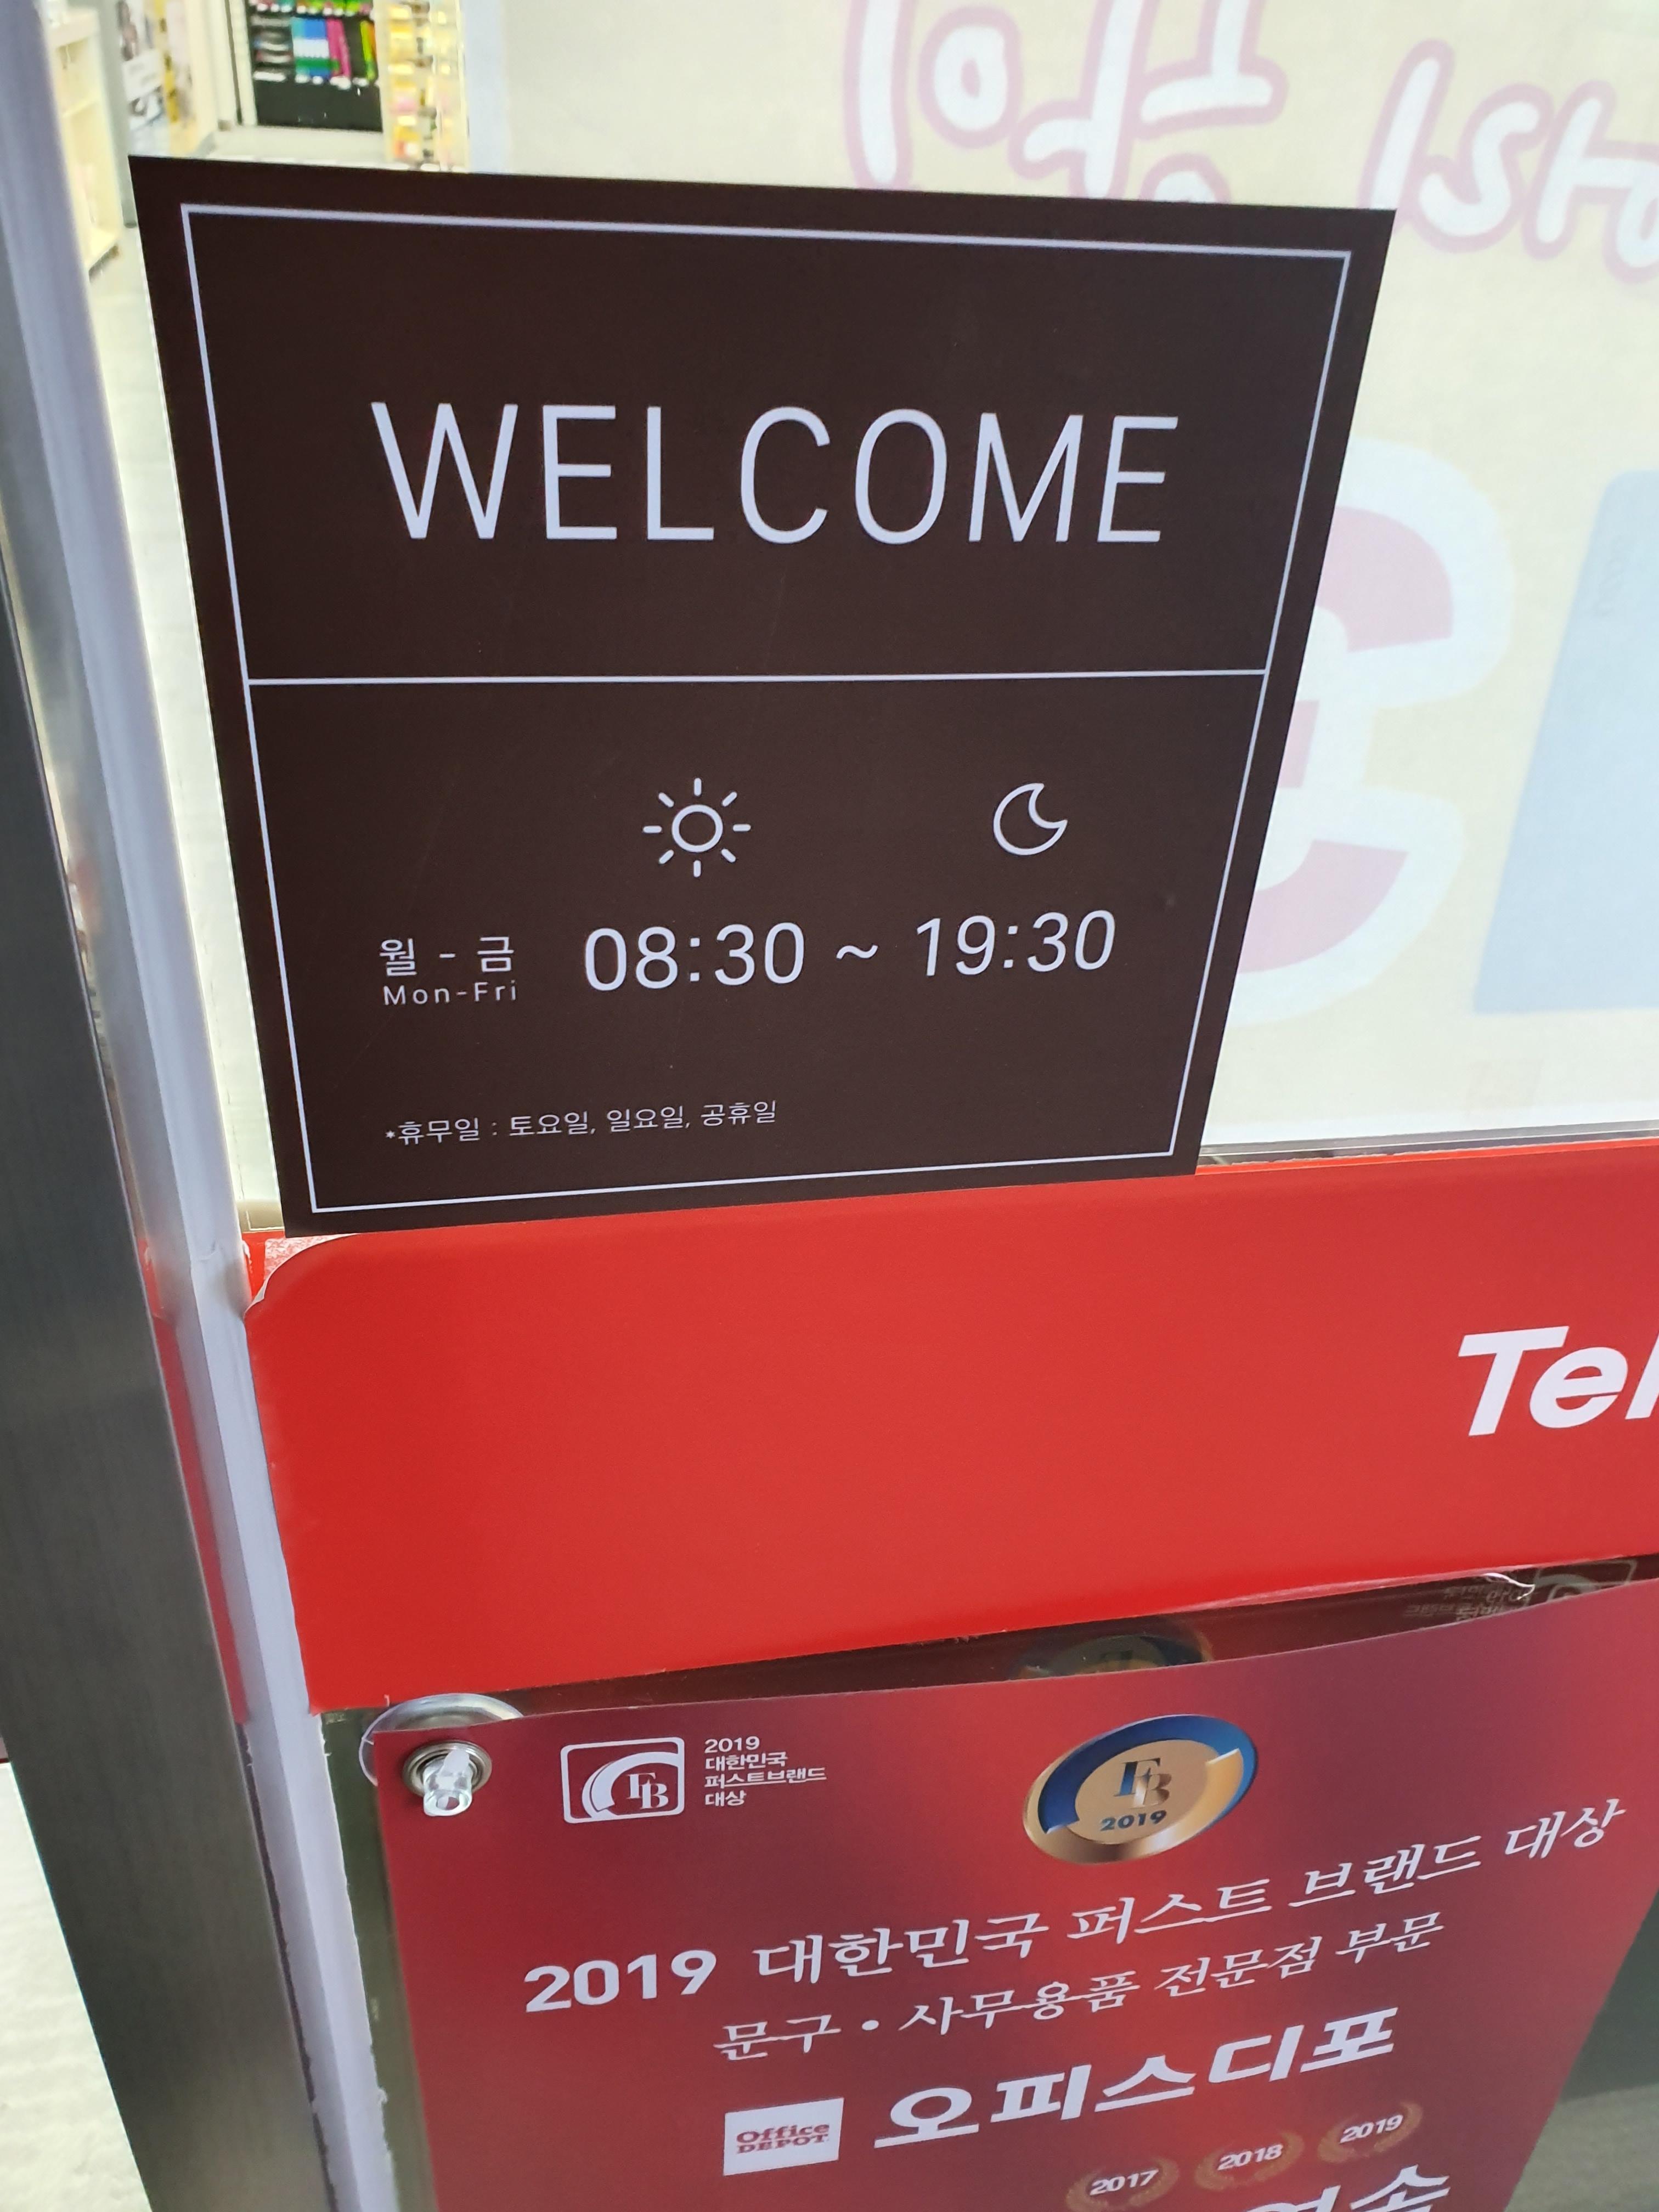 WELCOME
월 - 금 08:30 ~ 19:30
Mon-Fri
*휴무일 : 토요일, 일요일, 공휴일
Tel
2019
대한민국
퍼스트브랜드
대상
FB
FB
2019
2019 대한민국 퍼스트 브랜드 대상
문구 • 사무용품 전문점 부문
Office
DEPOT
오피스디포
2017 2018 2019